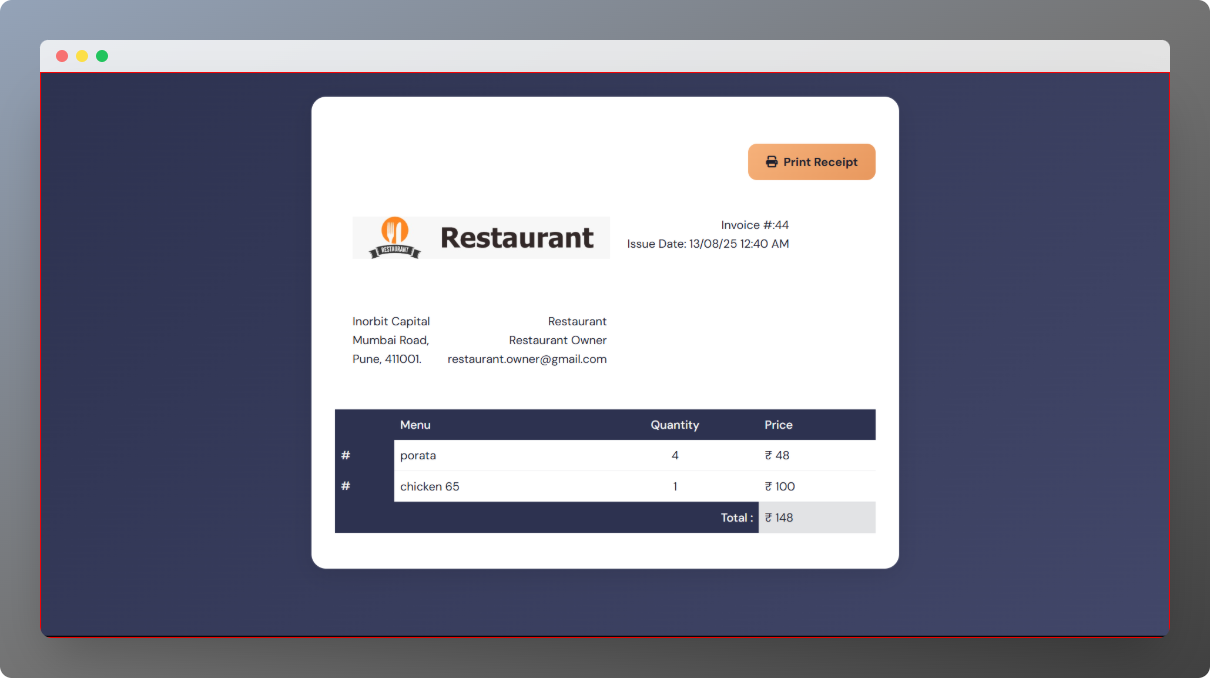 Print Receipt
RESTAURANT
Restaurant
Invoice #:44
Issue Date: 13/08/25 12:40 AM
Inorbit Capital
Mumbai Road,
Pune, 411001.
Restaurant
Restaurant Owner
restaurant.owner@gmail.com
Menu Quantity Price
# porata 4 ₹ 48
# chicken 65 1 ₹ 100
Total : ₹ 148